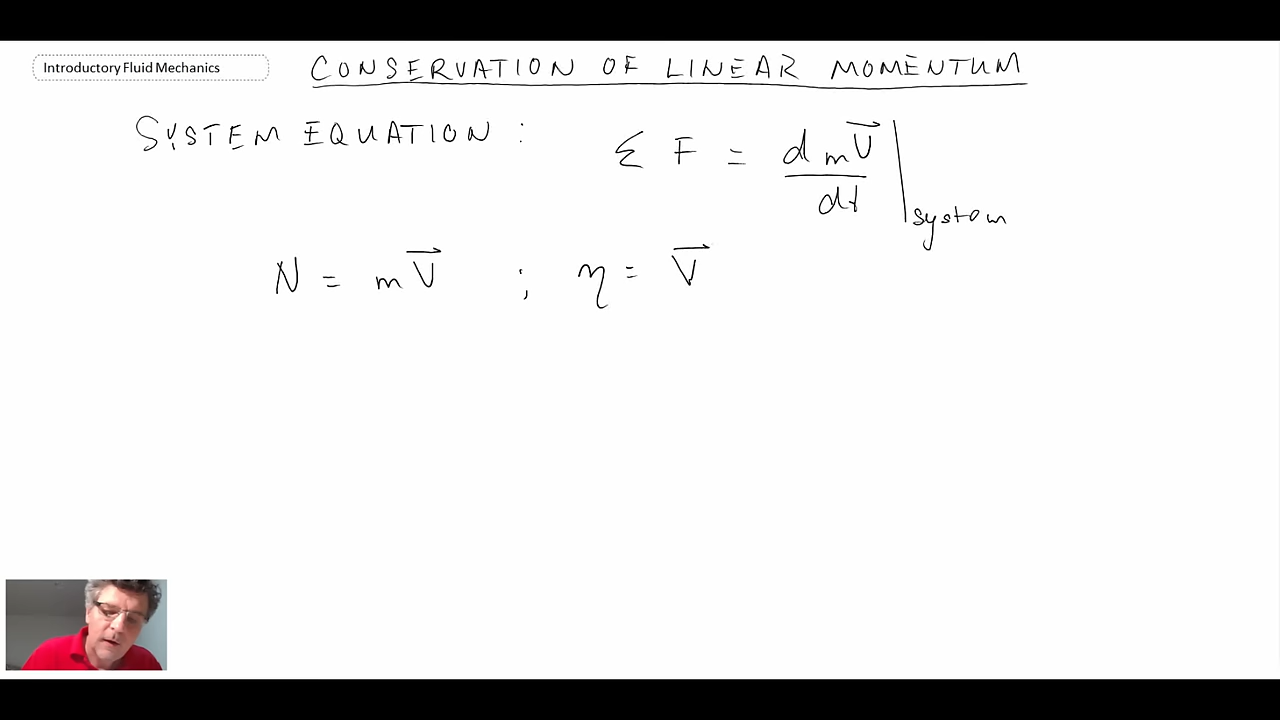 Introductory Fluid Mechanics
CONSERVATION OF LINEAR MOMENTUM
SYSTEM EQUATION : Σ F = d m V⃗ / dt | system
N = m V⃗ ; η = V⃗